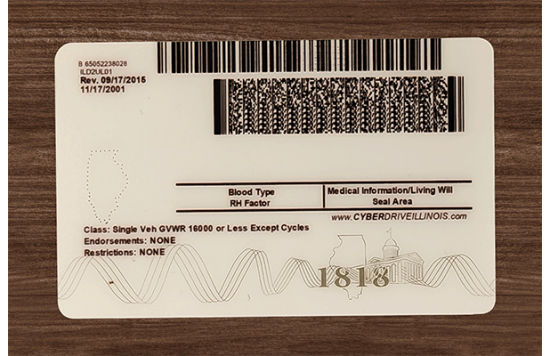 B 65052238028
ILD2UL01
Rev. 09/17/2015
11/17/2001
Blood Type
RH Factor
Medical Information/Living Will
Seal Area
www.CYBERDRIVEILLINOIS.com
Class: Single Veh GVWR 16000 or Less Except Cycles
Endorsements: NONE
Restrictions: NONE
1818